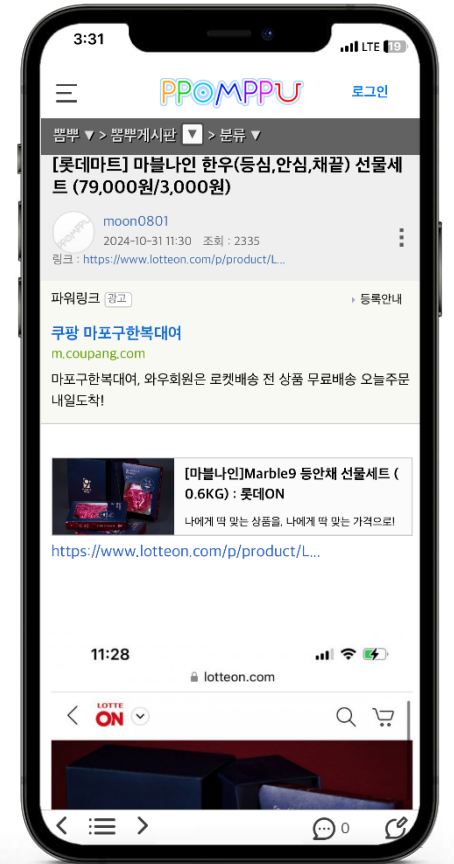 3:31
LTE 19
PPOMPPU
로그인
뽐뿌 ▼ > 뽐뿌게시판 ▼ > 분류 ▼
[롯데마트] 마블나인 한우(등심,안심,채끝) 선물세
트 (79,000원/3,000원)
PPOMPPU
moon0801
2024-10-31 11:30 조회 : 2335
링크 : https://www.lotteon.com/p/product/L...
파워링크 광고
등록안내
쿠팡 마포구한복대여
m.coupang.com
마포구한복대여, 와우회원은 로켓배송 전 상품 무료배송 오늘주문
내일도착!
[마블나인]Marble9 등안채 선물세트 (
0.6KG) : 롯데ON
나에게 딱 맞는 상품을, 나에게 딱 맞는 가격으로!
https://www.lotteon.com/p/product/L...
11:28
lotteon.com
LOTTE
ON
0